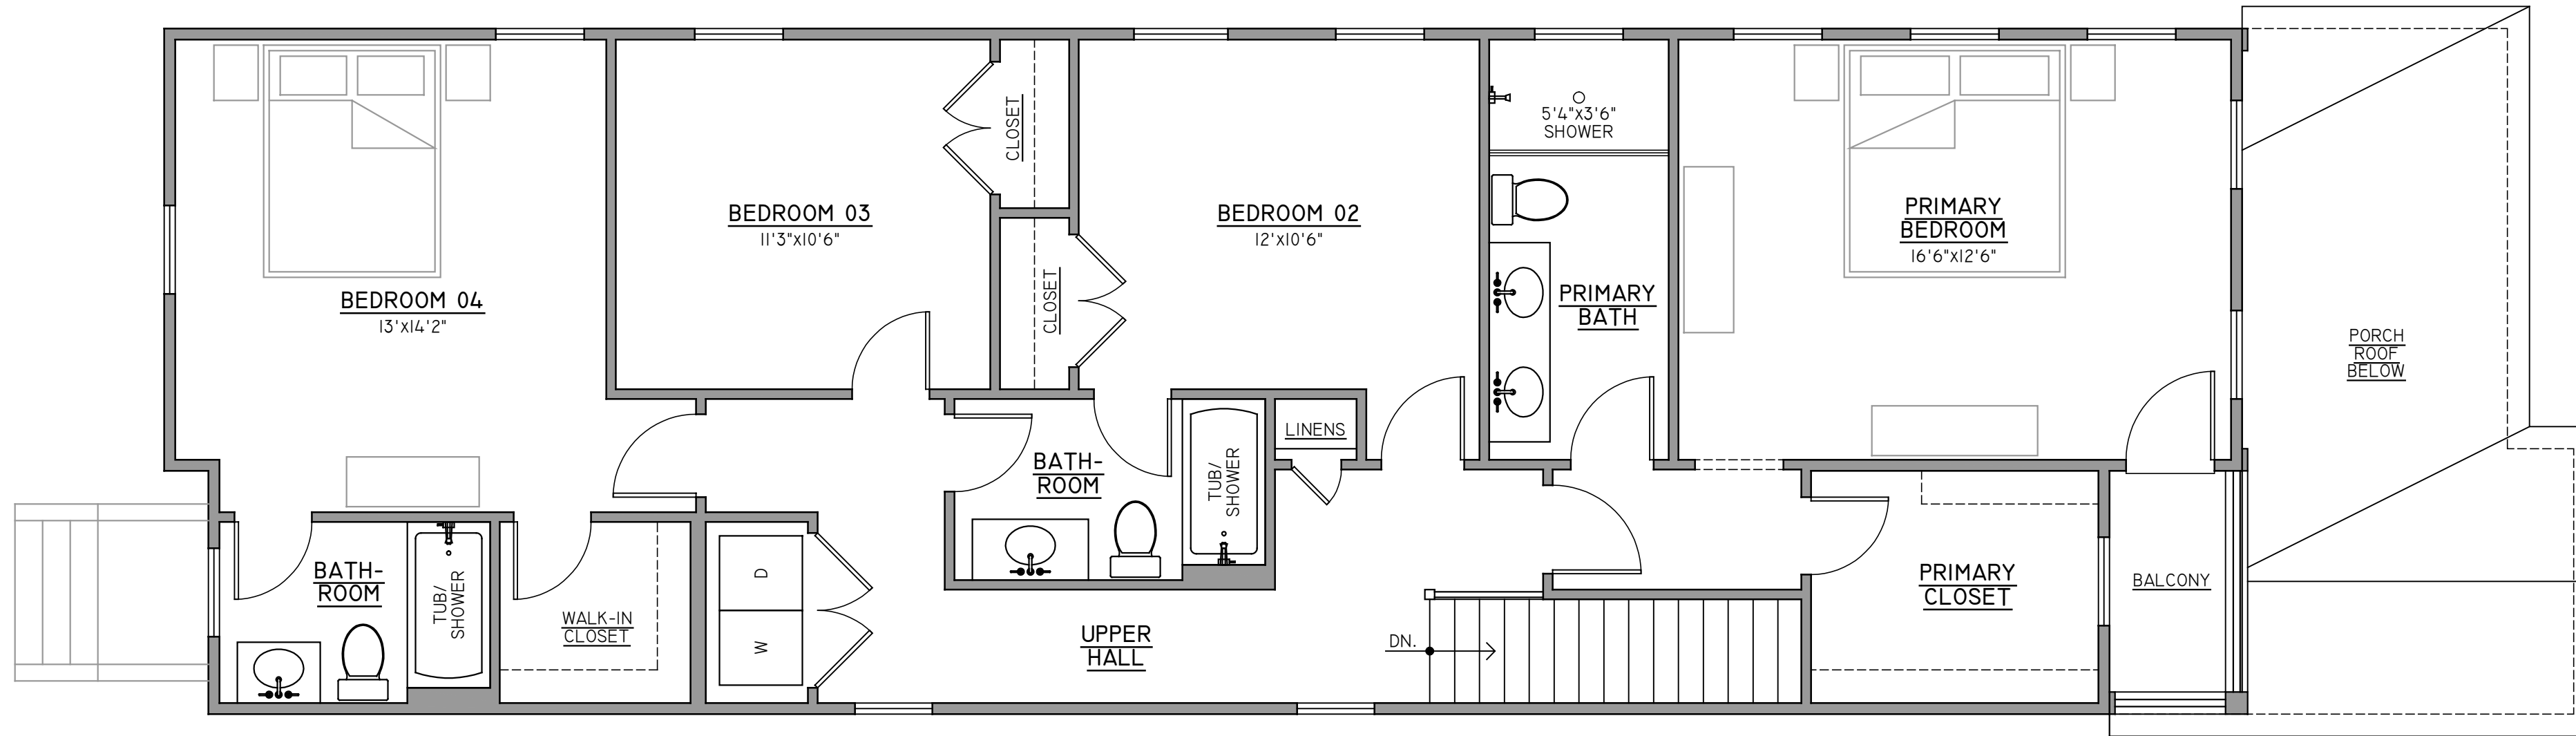 BEDROOM 04
13'x14'2"
BEDROOM 03
11'3"x10'6"
CLOSET
CLOSET
BEDROOM 02
12'x10'6"
5'4"x3'6"
SHOWER
PRIMARY
BATH
PRIMARY
BEDROOM
16'6"x12'6"
PORCH
ROOF
BELOW
BATH-
ROOM
TUB/
SHOWER
WALK-IN
CLOSET
D
W
BATH-
ROOM
TUB/
SHOWER
LINENS
UPPER
HALL
DN.
PRIMARY
CLOSET
BALCONY